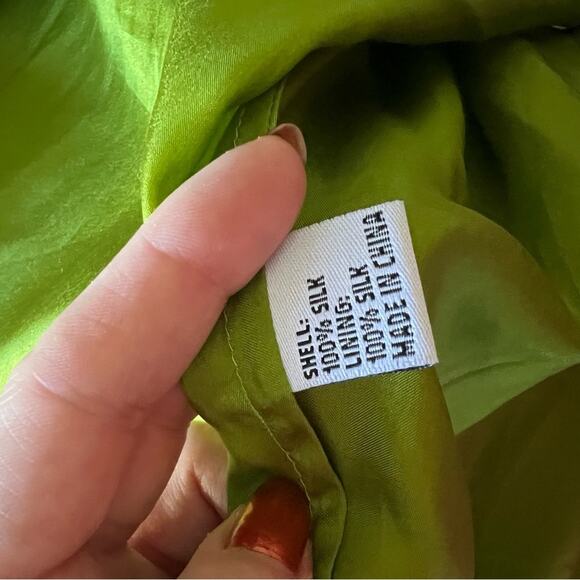 SHELL:
100% SILK
LINING:
100% SILK
MADE IN CHINA